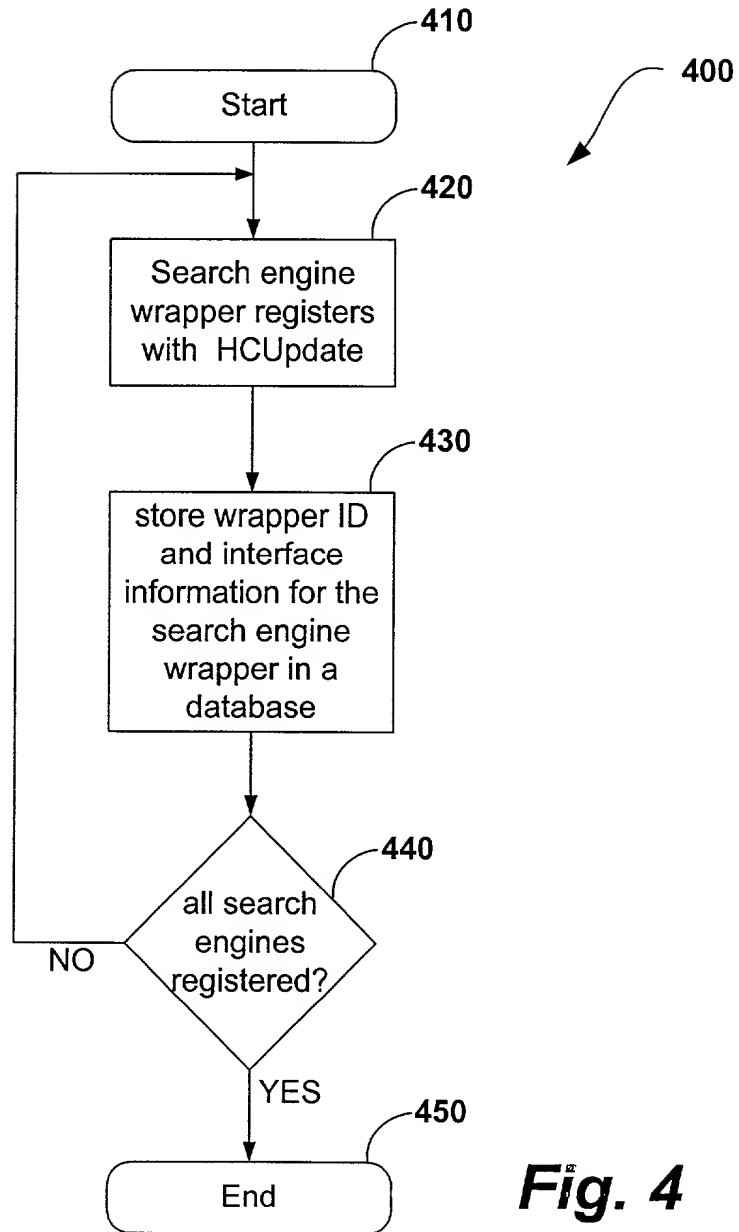 410
Start
400
420
Search engine
wrapper registers
with HCUpdate
430
store wrapper ID
and interface
information for the
search engine
wrapper in a
database
440
all search
engines
registered?
NO
YES
450
End
Fig. 4